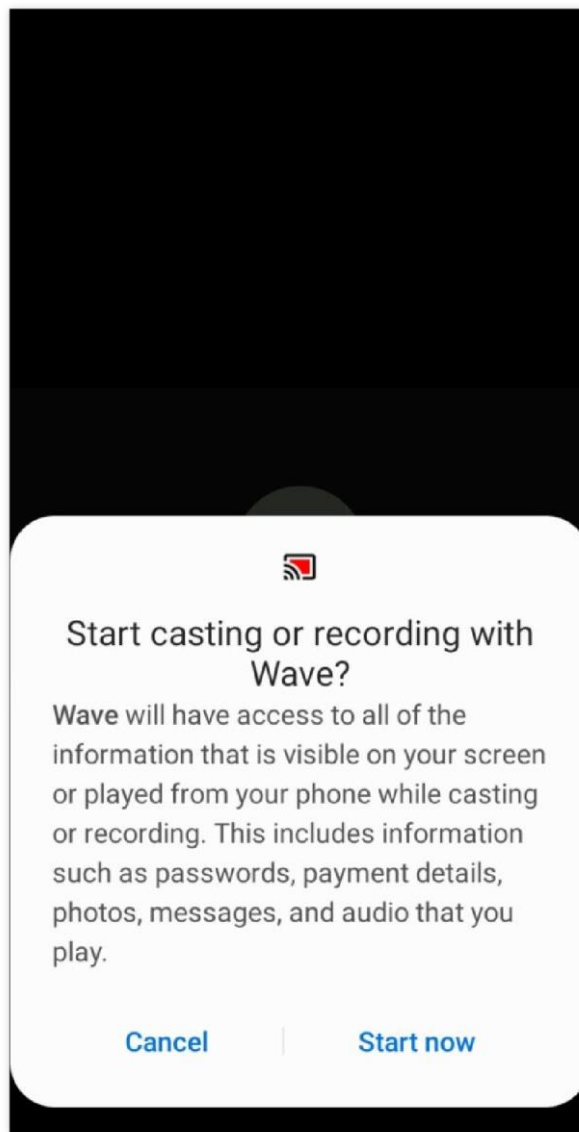 Start casting or recording with
Wave?
Wave will have access to all of the
information that is visible on your screen
or played from your phone while casting
or recording. This includes information
such as passwords, payment details,
photos, messages, and audio that you
play.
Cancel
Start now